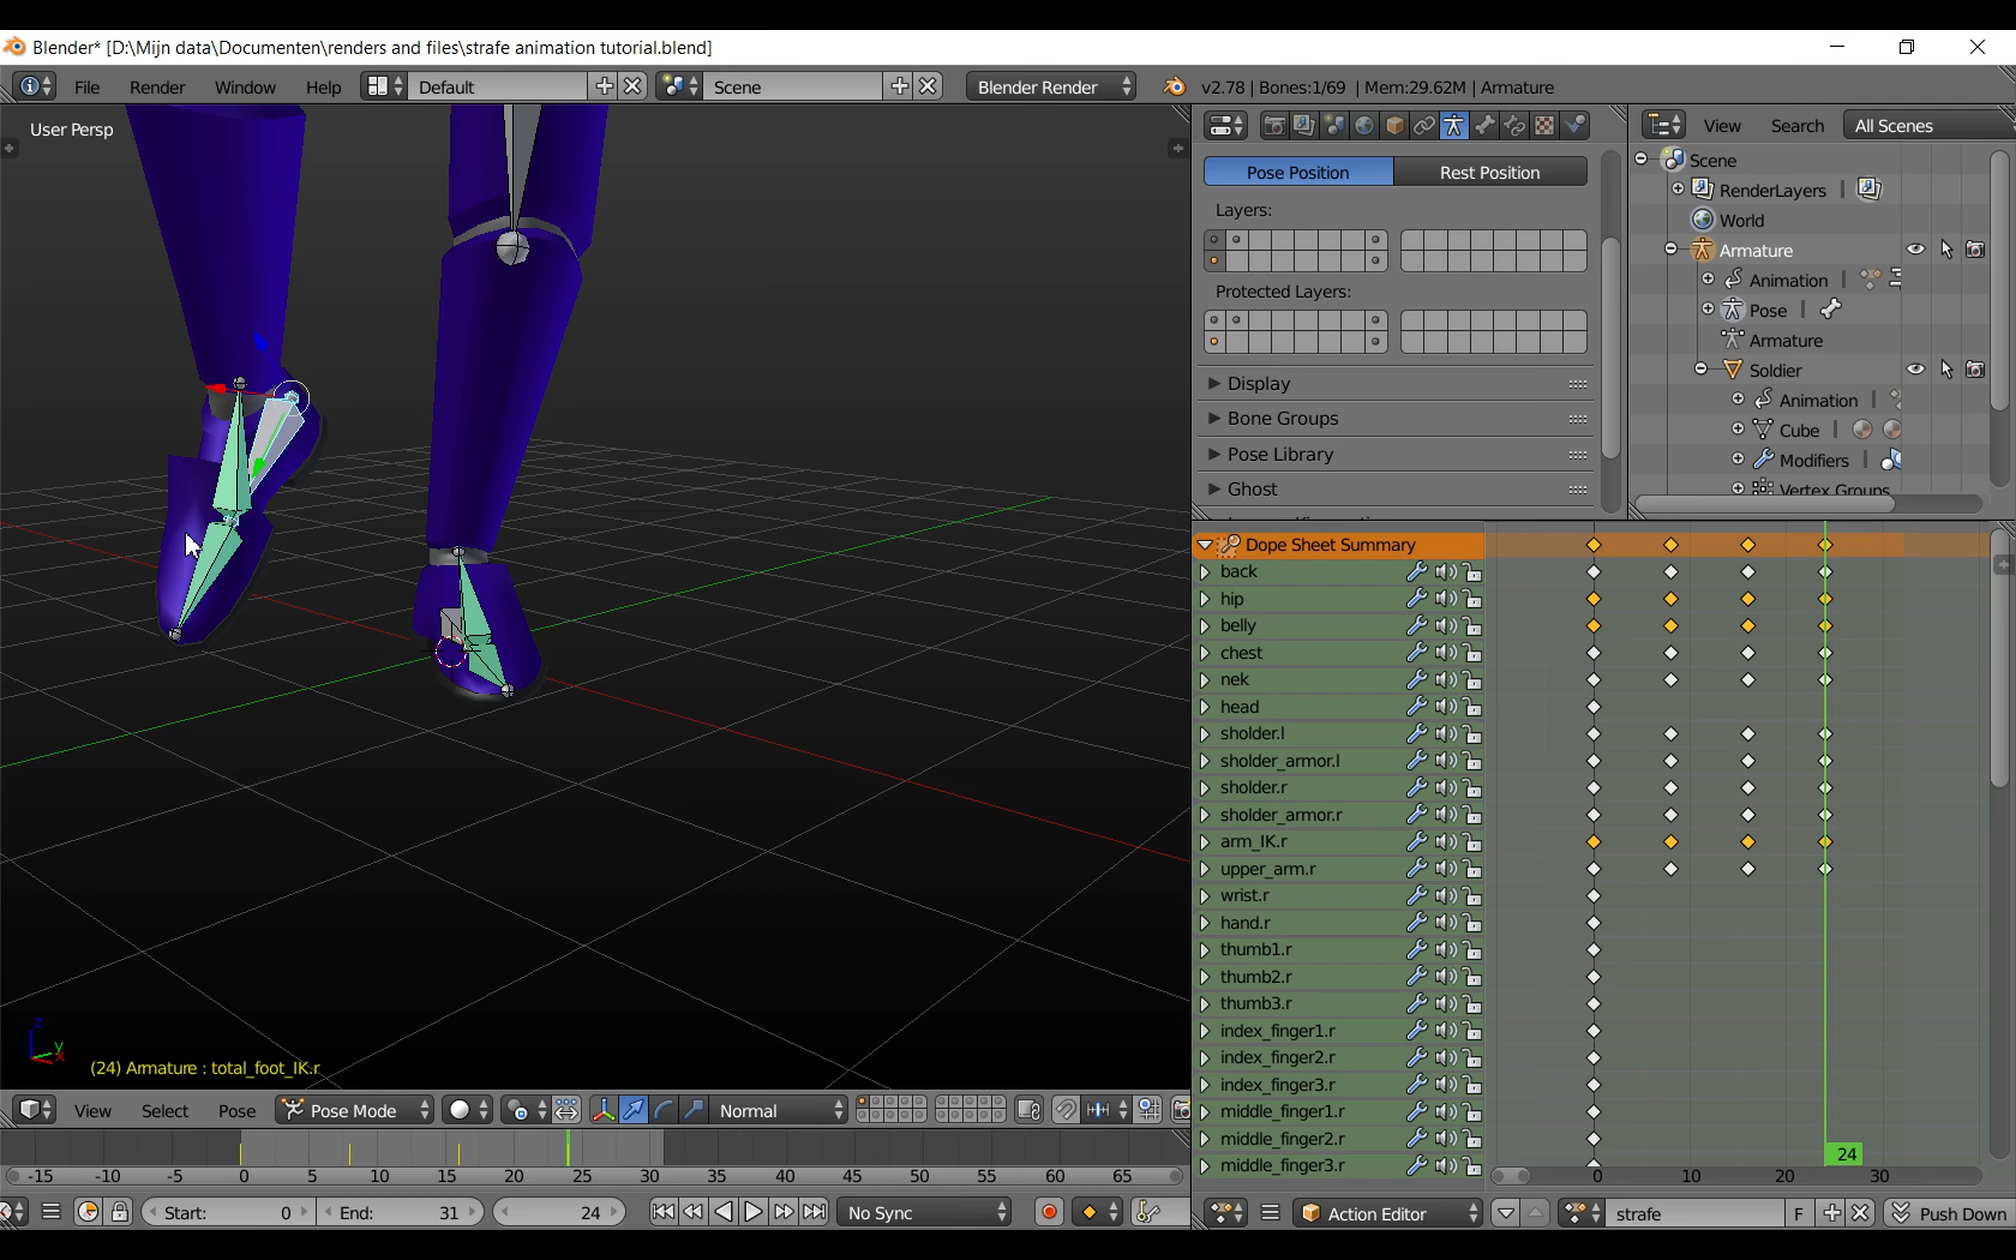 Blender* [D:\Mijn data\Documenten\renders and files\strafe animation tutorial.blend]
File Render Window Help Default Scene Blender Render v2.78 | Bones:1/69 | Mem:29.62M | Armature
User Persp
View Search All Scenes
Pose Position Rest Position
Layers:
Protected Layers:
Display
Bone Groups
Pose Library
Ghost
Scene
RenderLayers
World
Armature
Animation
Pose
Armature
Soldier
Animation
Cube
Modifiers
Vertex Groups
Dope Sheet Summary
back
hip
belly
chest
nek
head
sholder.l
sholder_armor.l
sholder.r
sholder_armor.r
arm_IK.r
upper_arm.r
wrist.r
hand.r
thumb1.r
thumb2.r
thumb3.r
index_finger1.r
index_finger2.r
index_finger3.r
middle_finger1.r
middle_finger2.r
middle_finger3.r
24
0 10 20 30
z
y
x
(24) Armature : total_foot_IK.r
View Select Pose Pose Mode Normal
-15 -10 -5 0 5 10 15 20 25 30 35 40 45 50 55 60 65
Start: 0 End: 31 24 No Sync
Action Editor strafe F Push Down